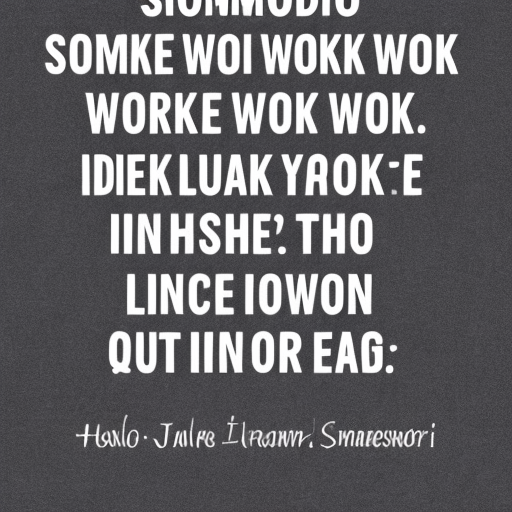 SOMKE WOI WOKK WOK
WORKE WOK WOK.
IDIEK LUAK YAOK:E
IIN HSHE'. THO
LINCE IOWON
QUT IIN OR EAG: